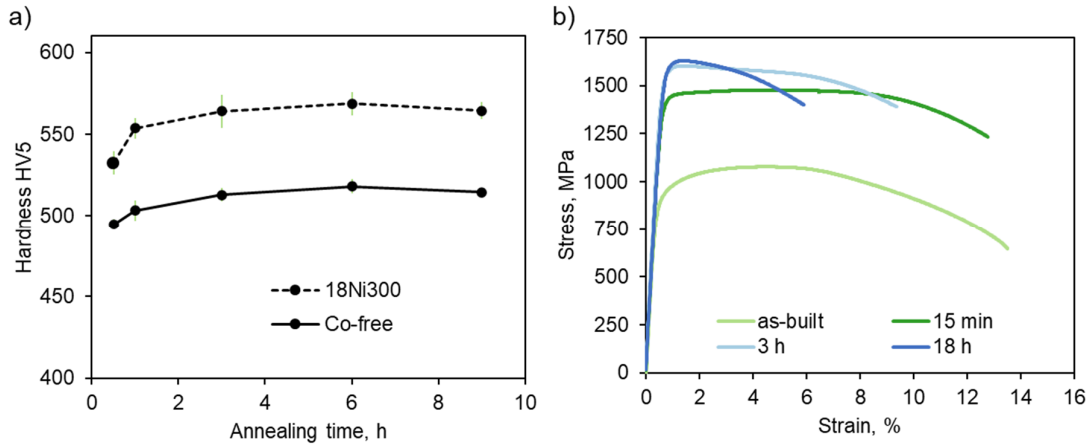 a)
Hardness HV5
600
550
500
450
400
0 2 4 6 8 10
Annealing time, h
18Ni300
Co-free
b)
Stress, MPa
1750
1500
1250
1000
750
500
250
0
0 2 4 6 8 10 12 14 16
Strain, %
as-built 15 min
3 h 18 h